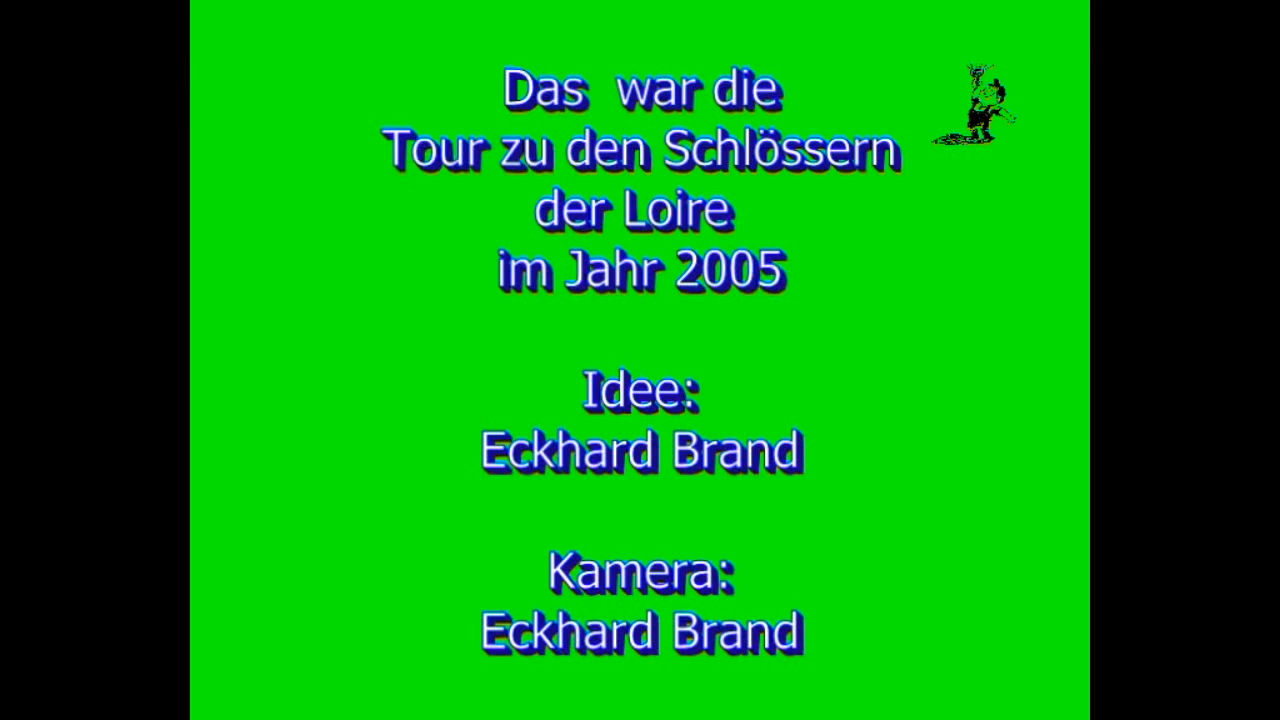 Das  war die
Tour zu den Schlössern
der Loire
im Jahr 2005
Idee:
Eckhard Brand
Kamera:
Eckhard Brand